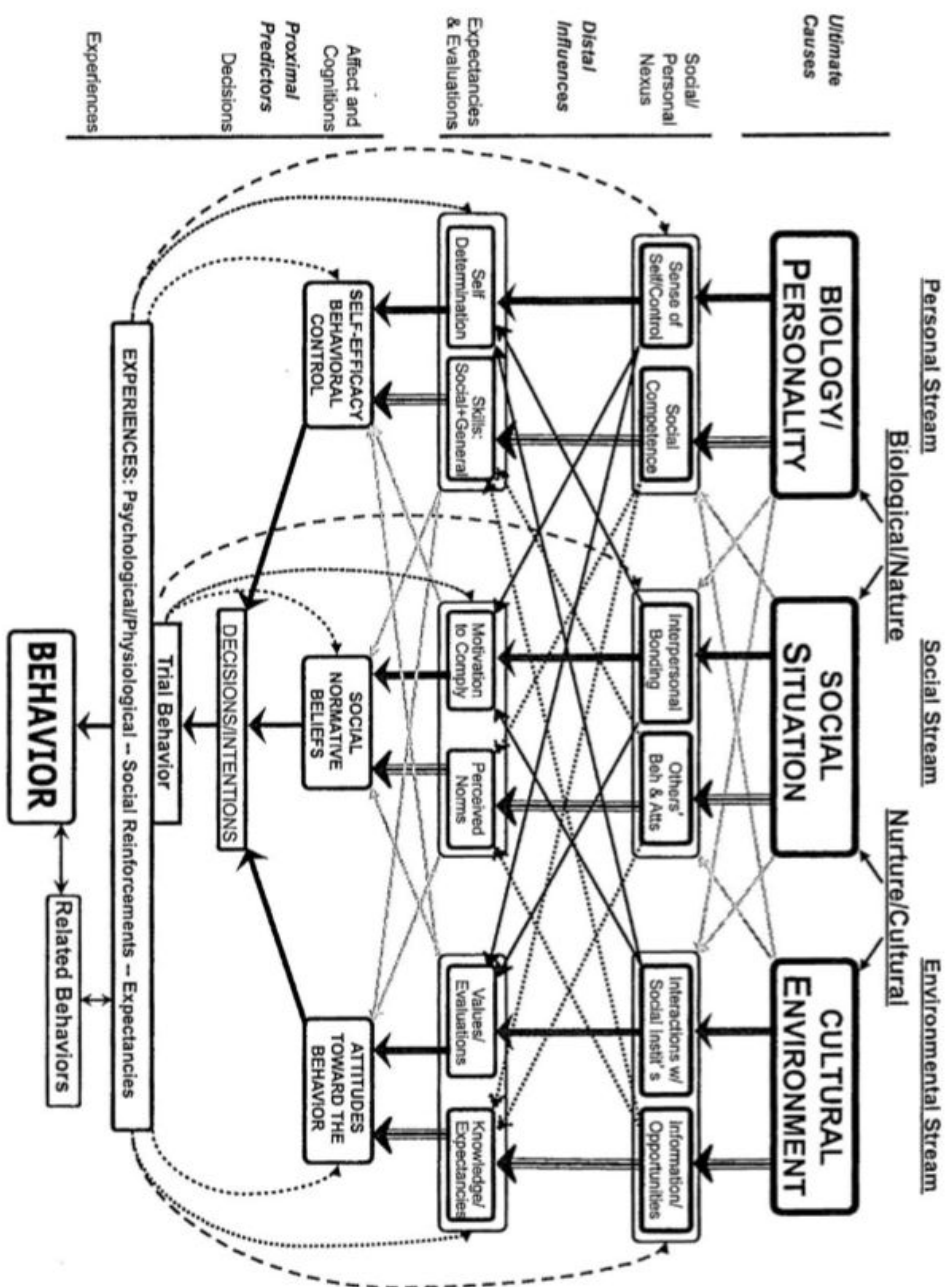 Personal Stream
Social Stream
Environmental Stream
Biological/Nature
Nurture/Cultural
Ultimate
Causes
BIOLOGY/
PERSONALITY
SOCIAL
SITUATION
CULTURAL
ENVIRONMENT
Social/
Personal
Nexus
Sense of
Self/Control
Social
Competence
Interpersonal
Bonding
Others'
Beh & Atts
Interactions w/
Social Instit's
Information/
Opportunities
Distal
Influences
Expectancies
& Evaluations
Self
Determination
Skills:
Social+General
Motivation
to Comply
Perceived
Norms
Values/
Evaluations
Knowledge/
Expectancies
Affect and
Cognitions
SELF-EFFICACY
BEHAVIORAL
CONTROL
SOCIAL
NORMATIVE
BELIEFS
ATTITUDES
TOWARD THE
BEHAVIOR
Proximal
Predictors
Decisions
DECISIONS/INTENTIONS
Trial Behavior
Experiences
EXPERIENCES: Psychological/Physiological -- Social Reinforcements -- Expectancies
BEHAVIOR
Related Behaviors